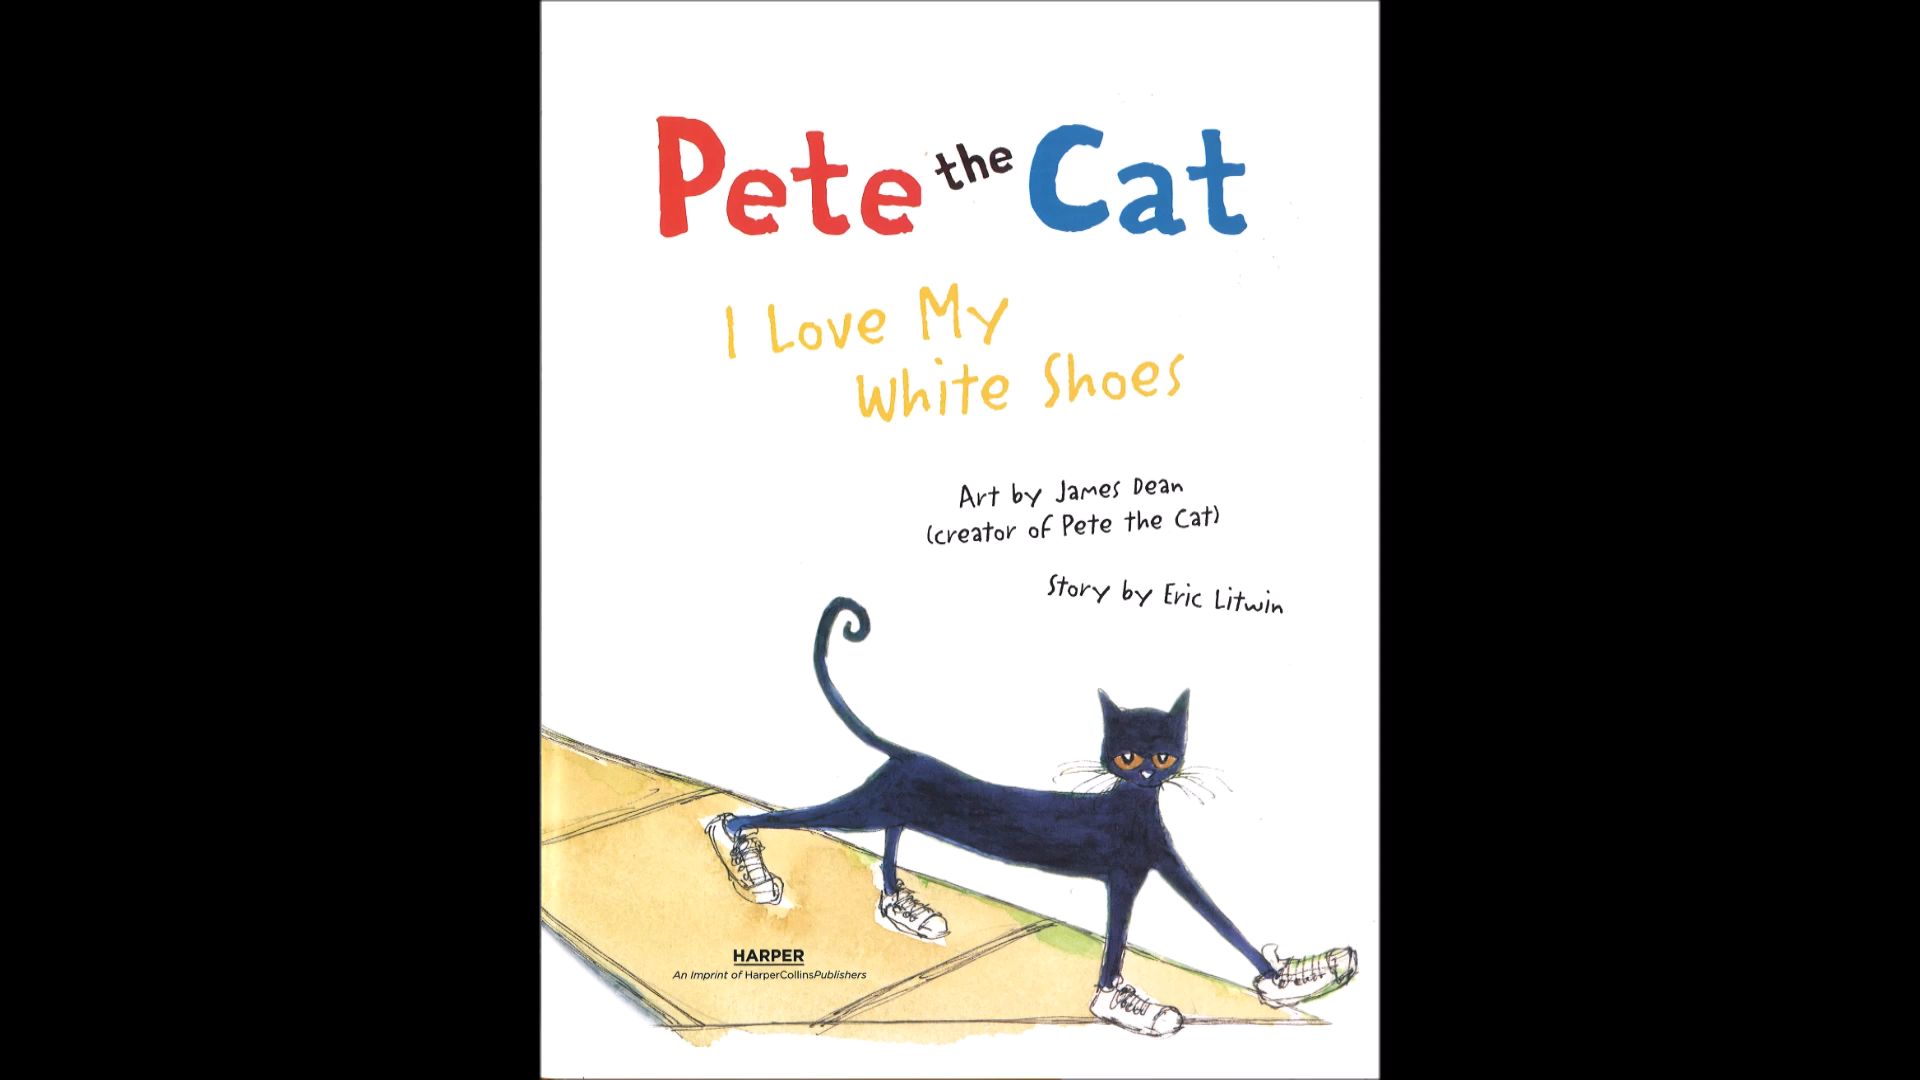 Pete the Cat
I Love My
White Shoes
Art by James Dean
(creator of Pete the Cat)
Story by Eric Litwin
HARPER
An Imprint of HarperCollinsPublishers